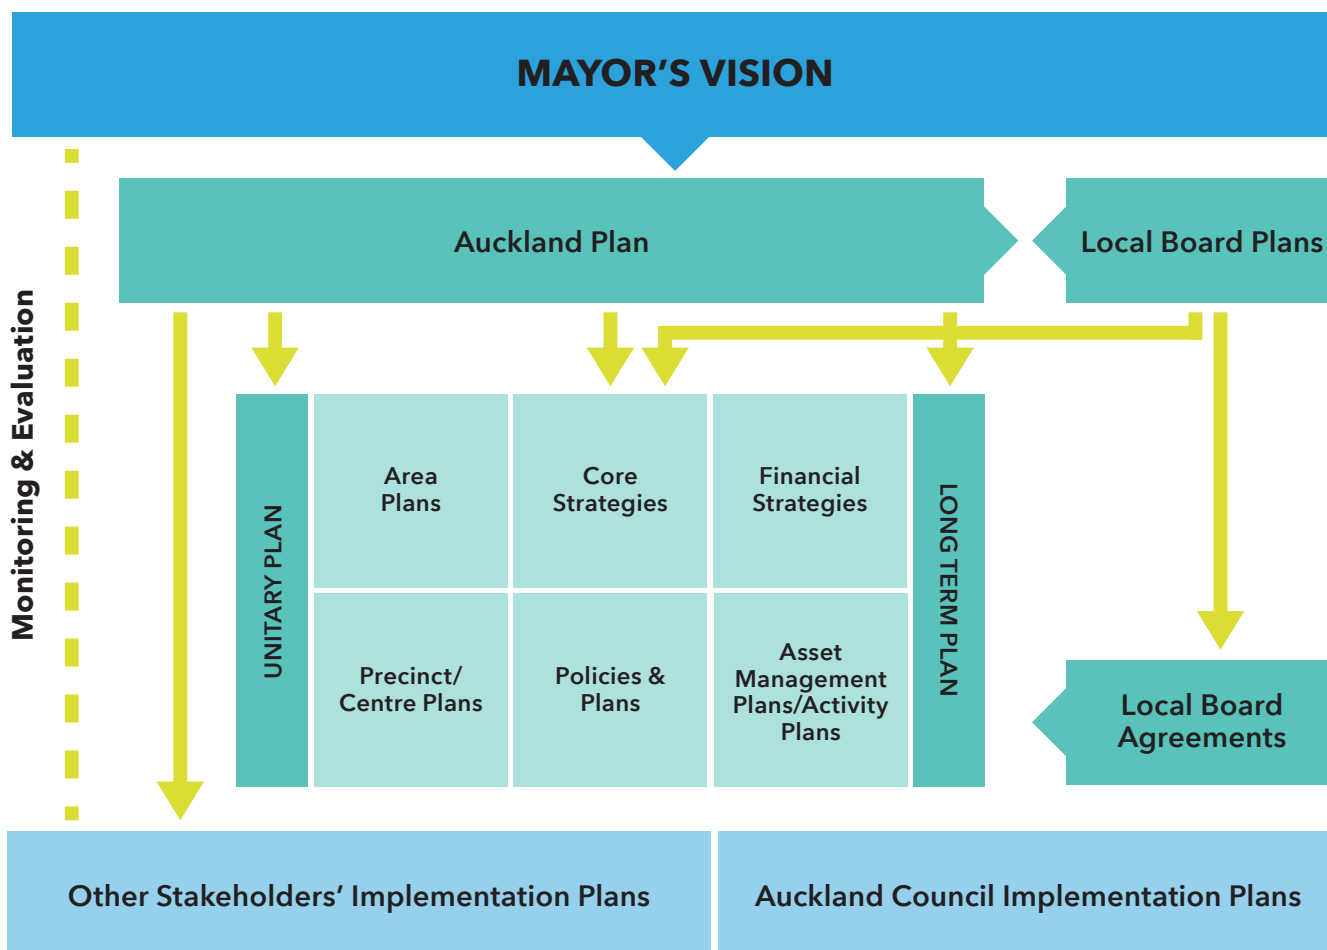 MAYOR'S VISION
Auckland Plan
Local Board Plans
Monitoring & Evaluation
UNITARY PLAN
Area
Plans
Core
Strategies
Financial
Strategies
LONG TERM PLAN
Precinct/
Centre Plans
Policies &
Plans
Asset
Management
Plans/Activity
Plans
Local Board
Agreements
Other Stakeholders' Implementation Plans
Auckland Council Implementation Plans